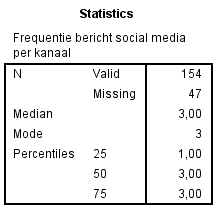 Statistics
Frequentie bericht social media
per kanaal
N Valid 154
Missing 47
Median 3,00
Mode 3
Percentiles 25 1,00
50 3,00
75 3,00